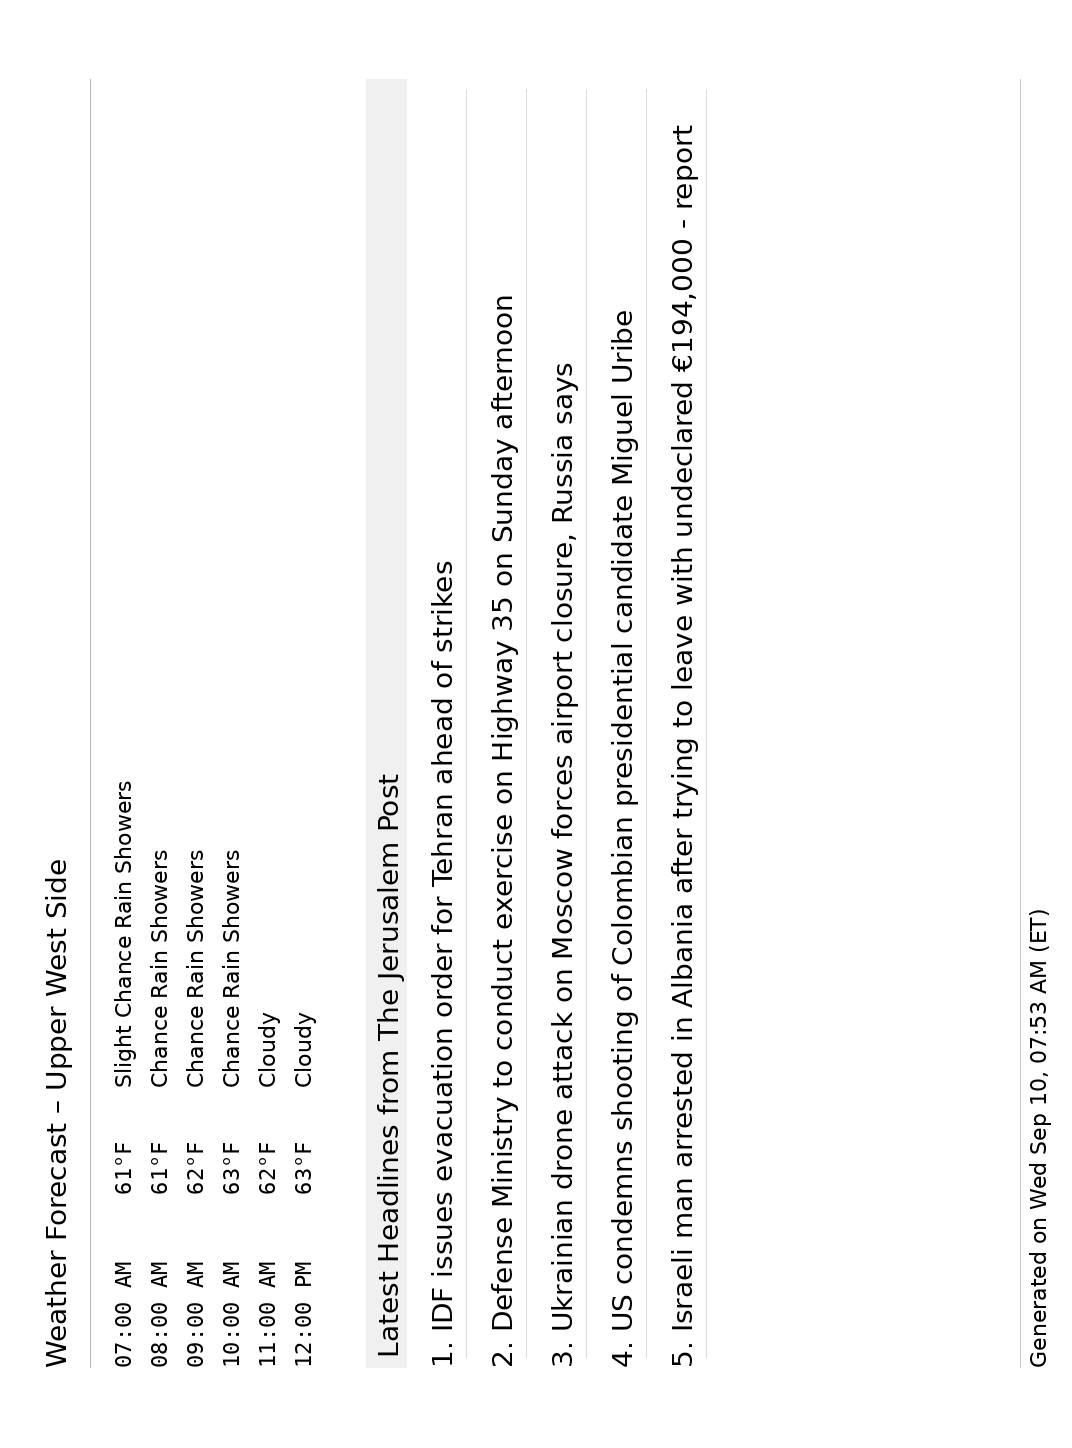 Weather Forecast – Upper West Side
07:00 AM 61°F Slight Chance Rain Showers
08:00 AM 61°F Chance Rain Showers
09:00 AM 62°F Chance Rain Showers
10:00 AM 63°F Chance Rain Showers
11:00 AM 62°F Cloudy
12:00 PM 63°F Cloudy
Latest Headlines from The Jerusalem Post
1. IDF issues evacuation order for Tehran ahead of strikes
2. Defense Ministry to conduct exercise on Highway 35 on Sunday afternoon
3. Ukrainian drone attack on Moscow forces airport closure, Russia says
4. US condemns shooting of Colombian presidential candidate Miguel Uribe
5. Israeli man arrested in Albania after trying to leave with undeclared €194,000 - report
Generated on Wed Sep 10, 07:53 AM (ET)